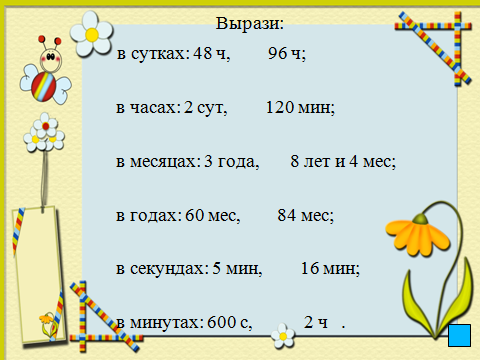 Вырази:
в сутках: 48 ч, 96 ч;
в часах: 2 сут, 120 мин;
в месяцах: 3 года, 8 лет и 4 мес;
в годах: 60 мес, 84 мес;
в секундах: 5 мин, 16 мин;
в минутах: 600 с, 2 ч .